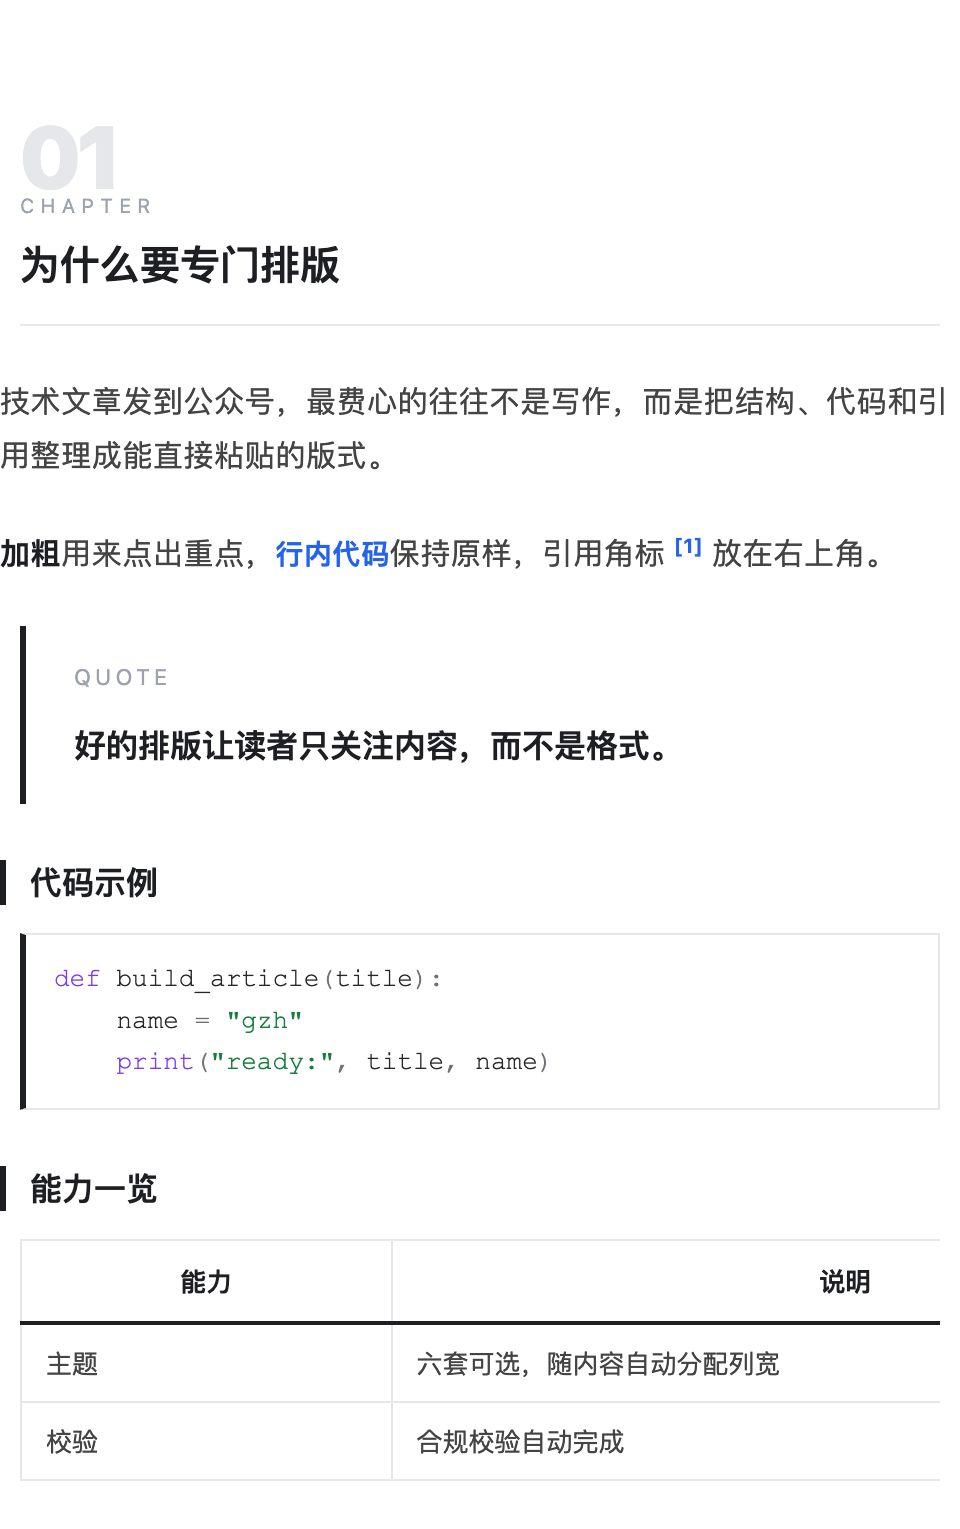 01
CHAPTER
为什么要专门排版
技术文章发到公众号，最费心的往往不是写作，而是把结构、代码和引
用整理成能直接粘贴的版式。
加粗用来点出重点，行内代码保持原样，引用角标 [1] 放在右上角。
QUOTE
好的排版让读者只关注内容，而不是格式。
代码示例
def build_article(title):
    name = "gzh"
    print("ready:", title, name)
能力一览
能力 说明
主题 六套可选，随内容自动分配列宽
校验 合规校验自动完成